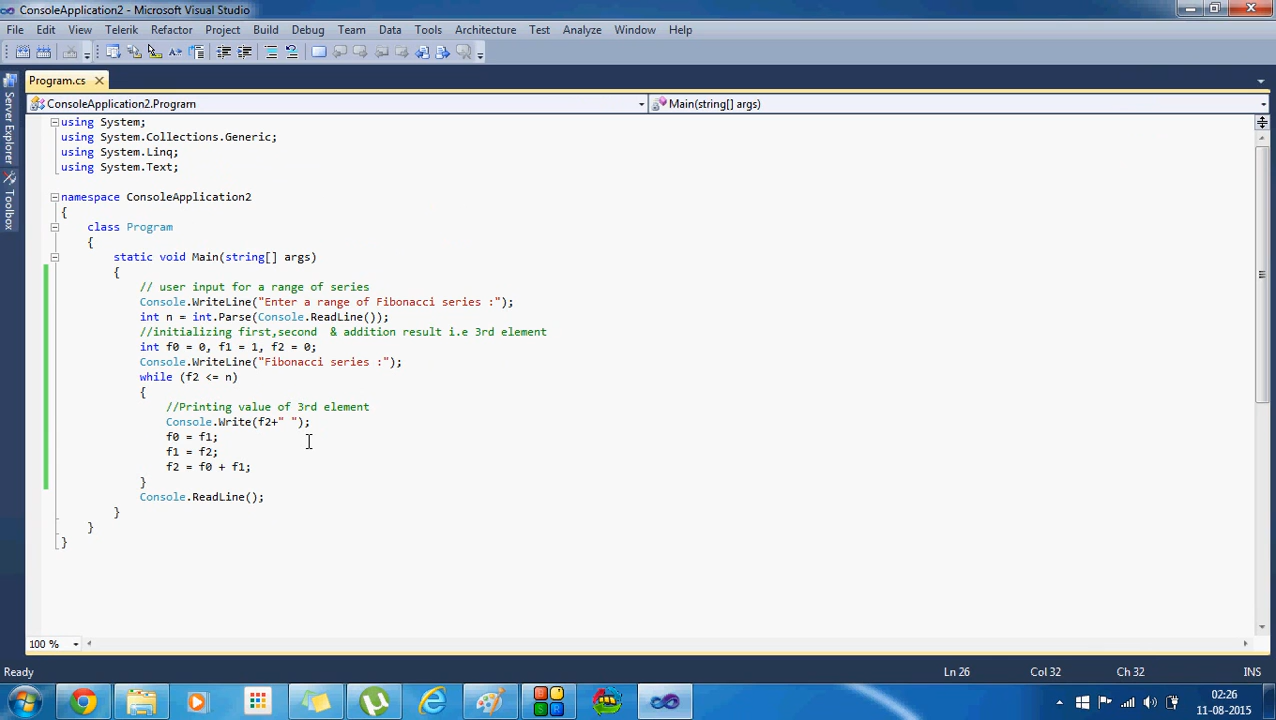 ConsoleApplication2 - Microsoft Visual Studio
File Edit View Telerik Refactor Project Build Debug Team Data Tools Architecture Test Analyze Window Help
Program.cs
Server Explorer
Toolbox
ConsoleApplication2.Program Main(string[] args)
using System;
using System.Collections.Generic;
using System.Linq;
using System.Text;
namespace ConsoleApplication2
{
class Program
{
static void Main(string[] args)
{
// user input for a range of series
Console.WriteLine("Enter a range of Fibonacci series :");
int n = int.Parse(Console.ReadLine());
//initializing first,second & addition result i.e 3rd element
int f0 = 0, f1 = 1, f2 = 0;
Console.WriteLine("Fibonacci series :");
while (f2 <= n)
{
//Printing value of 3rd element
Console.Write(f2+" ");
f0 = f1;
f1 = f2;
f2 = f0 + f1;
}
Console.ReadLine();
}
}
}
100 %
Ready Ln 26 Col 32 Ch 32 INS
02:26
11-08-2015